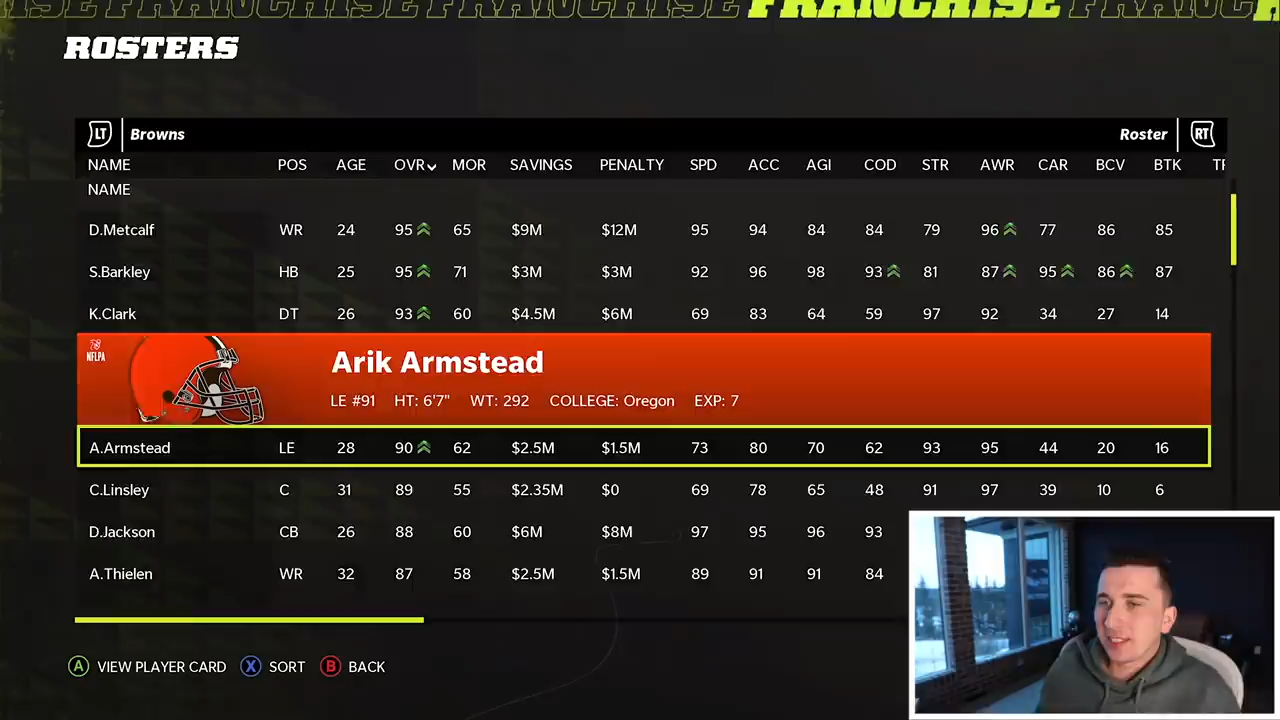 FRANCHISE FRANCHISE FRANCHISE
ROSTERS
LT Browns Roster RT
NAME POS AGE OVR MOR SAVINGS PENALTY SPD ACC AGI COD STR AWR CAR BCV BTK
NAME
D.Metcalf WR 24 95 65 $9M $12M 95 94 84 84 79 96 77 86 85
S.Barkley HB 25 95 71 $3M $3M 92 96 98 93 81 87 95 86 87
K.Clark DT 26 93 60 $4.5M $6M 69 83 64 59 97 92 34 27 14
NFLPA
Arik Armstead
LE #91 HT: 6'7" WT: 292 COLLEGE: Oregon EXP: 7
A.Armstead LE 28 90 62 $2.5M $1.5M 73 80 70 62 93 95 44 20 16
C.Linsley C 31 89 55 $2.35M $0 69 78 65 48 91 97 39 10 6
D.Jackson CB 26 88 60 $6M $8M 97 95 96 93
A.Thielen WR 32 87 58 $2.5M $1.5M 89 91 91 84
A VIEW PLAYER CARD X SORT B BACK